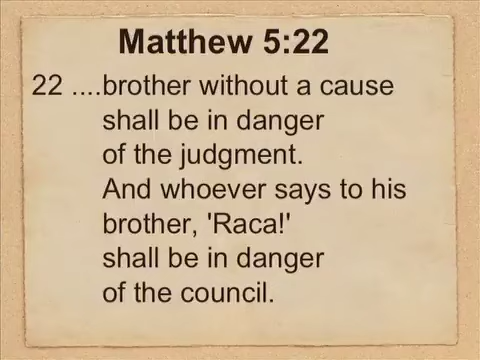 Matthew 5:22
22 ....brother without a cause
shall be in danger
of the judgment.
And whoever says to his
brother, 'Raca!'
shall be in danger
of the council.